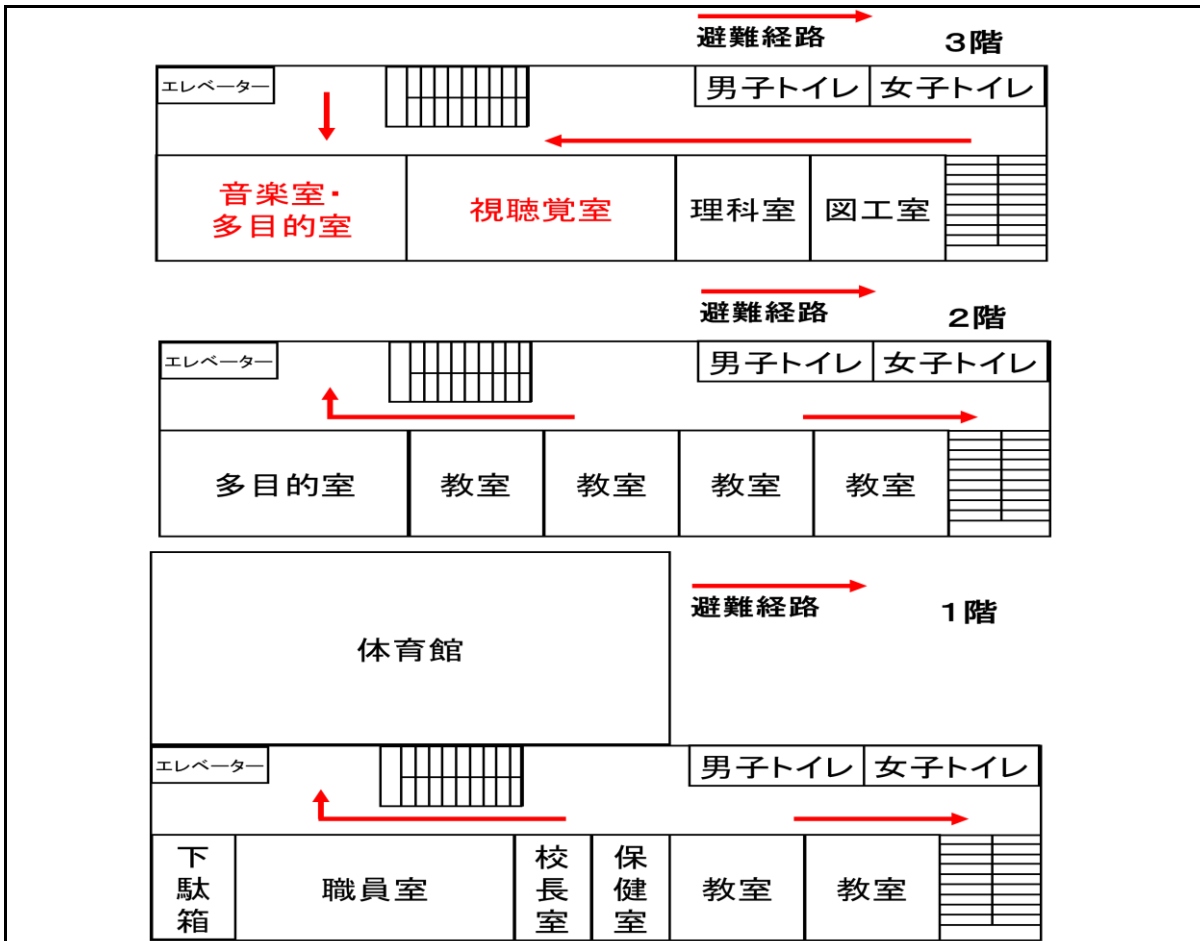 避難経路
3階
エレベーター
男子トイレ
女子トイレ
音楽室・
多目的室
視聴覚室
理科室
図工室
避難経路
2階
エレベーター
男子トイレ
女子トイレ
多目的室
教室
教室
教室
教室
体育館
避難経路
1階
エレベーター
男子トイレ
女子トイレ
下駄箱
職員室
校長室
保健室
教室
教室